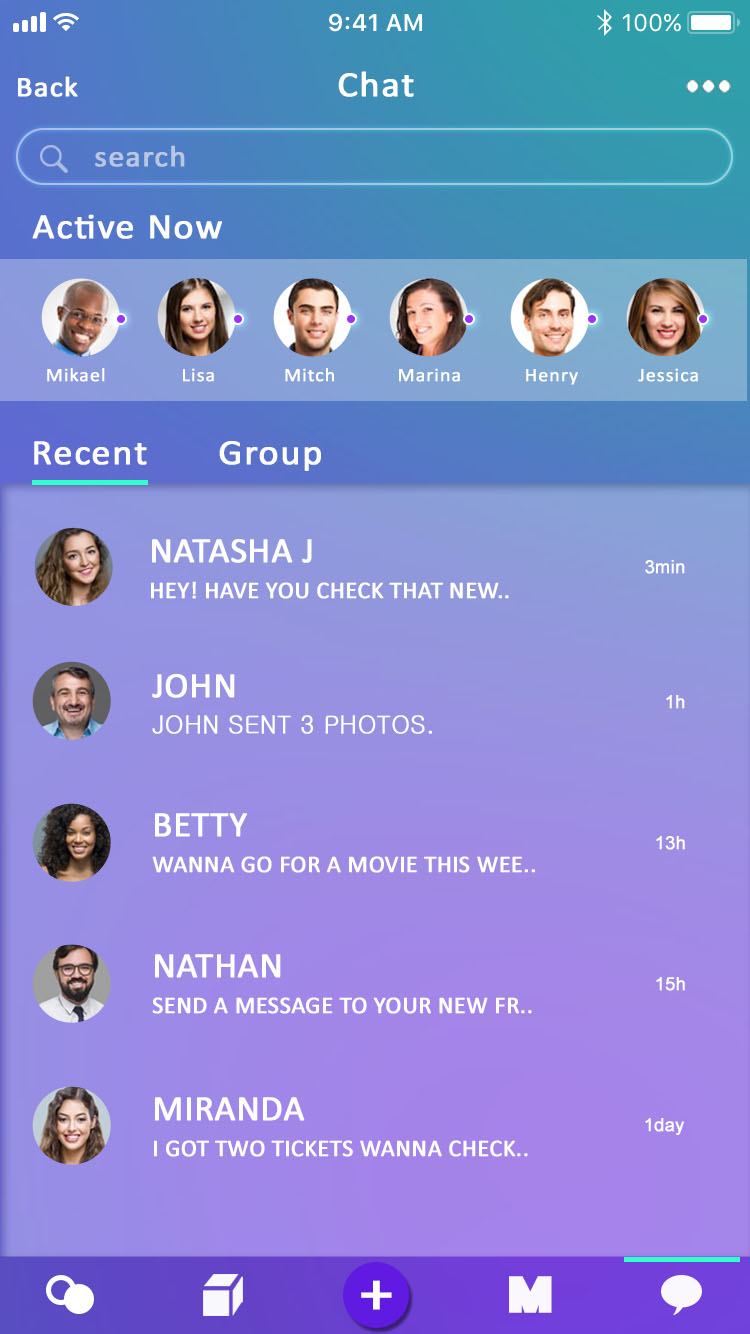 9:41 AM 100%
Back Chat
search
Active Now
Mikael Lisa Mitch Marina Henry Jessica
Recent Group
NATASHA J
HEY! HAVE YOU CHECK THAT NEW..
3min
JOHN
JOHN SENT 3 PHOTOS.
1h
BETTY
WANNA GO FOR A MOVIE THIS WEE..
13h
NATHAN
SEND A MESSAGE TO YOUR NEW FR..
15h
MIRANDA
I GOT TWO TICKETS WANNA CHECK..
1day
M